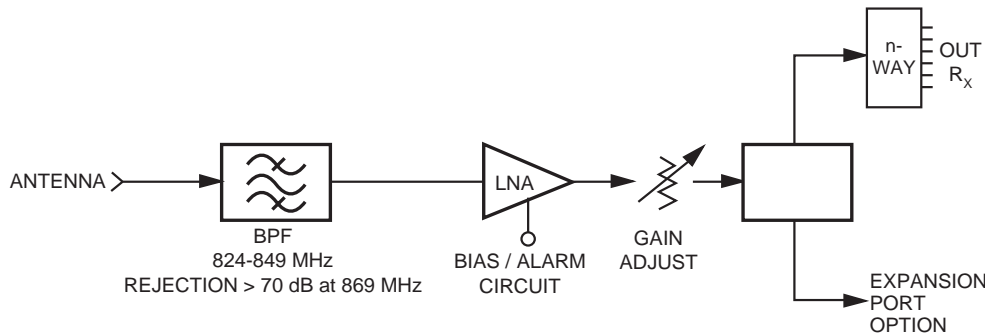 n-
WAY
OUT
RX
ANTENNA
LNA
BPF
824-849 MHz
REJECTION > 70 dB at 869 MHz
BIAS / ALARM
CIRCUIT
GAIN
ADJUST
EXPANSION
PORT
OPTION